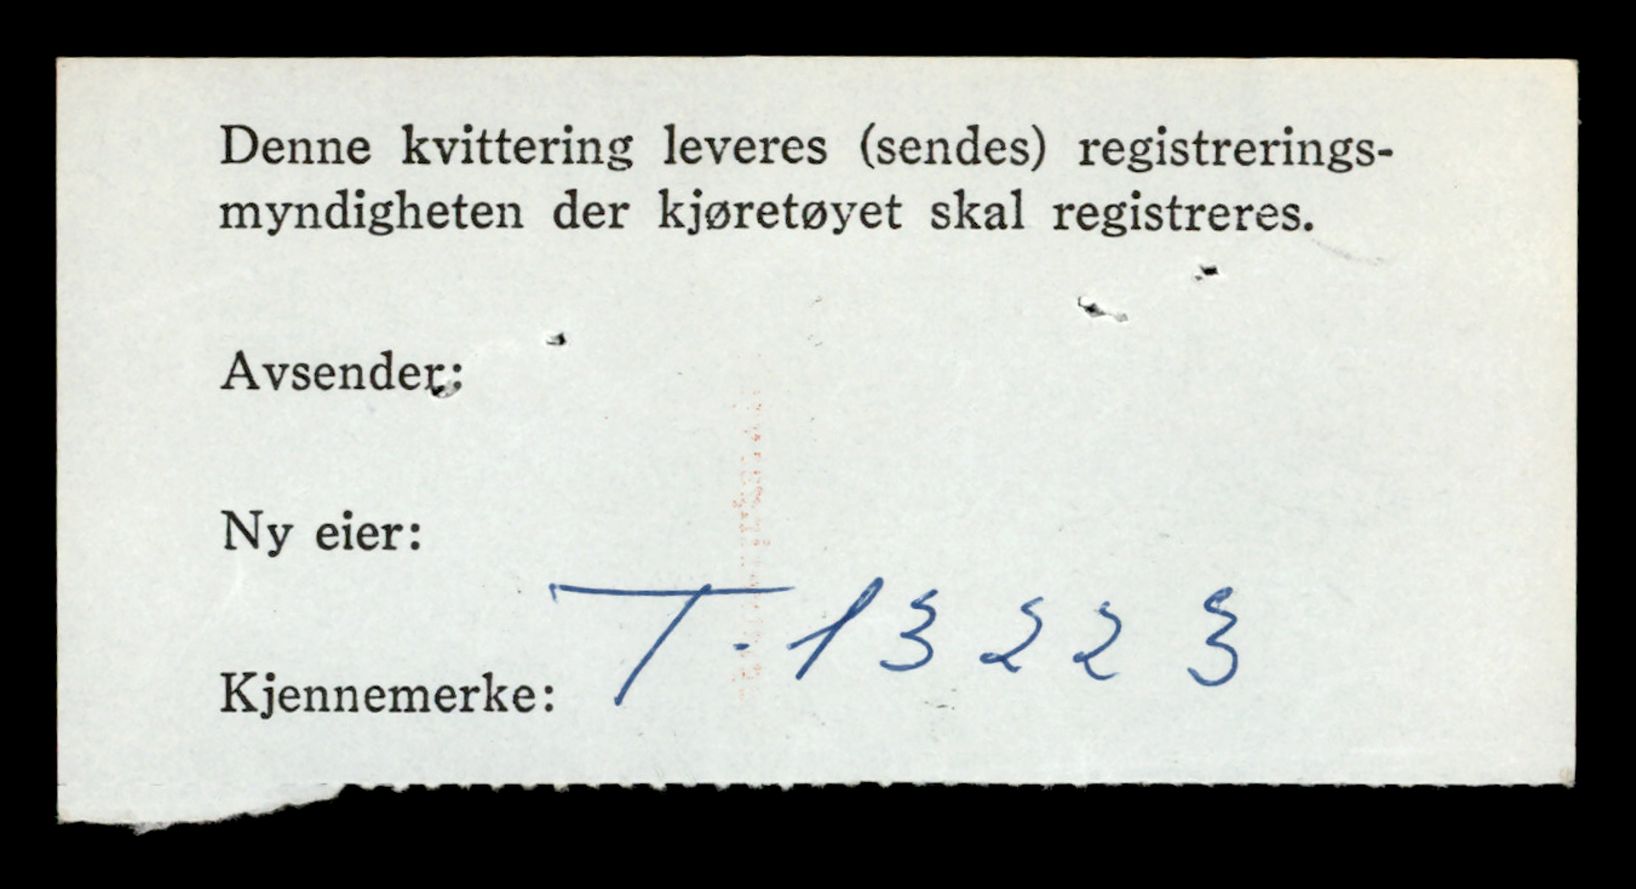 Denne kvittering leveres (sendes) registrerings-
myndigheten der kjøretøyet skal registreres.
Avsender:
Ny eier:
Kjennemerke: T-13223